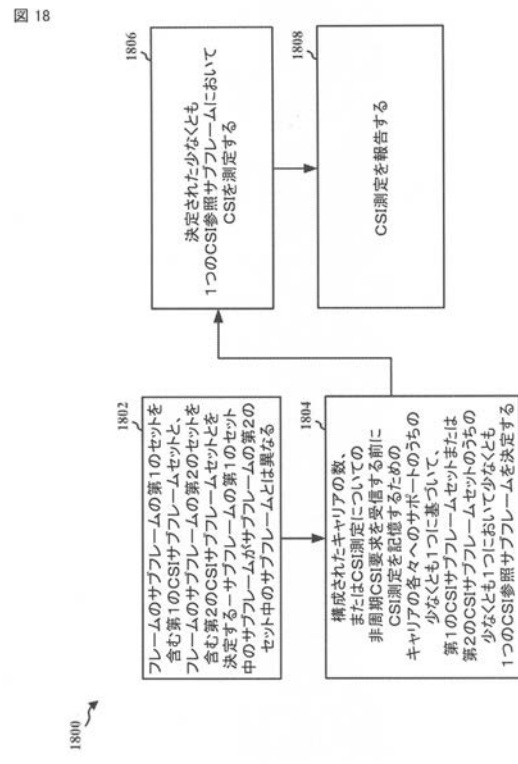 図 18
1800
1802
フレームのサブフレームの第1のセットを
含む第1のCSIサブフレームセットと、
フレームのサブフレームの第2のセットを
含む第2のCSIサブフレームセットとを
決定する－サブフレームの第1のセット
中のサブフレームがサブフレームの第2の
セット中のサブフレームとは異なる
1804
構成されたキャリアの数、
またはCSI測定についての
非周期CSI要求を受信する前に
CSI測定を記憶するための
キャリアの各々へのサポートのうちの
少なくとも1つに基づいて、
第1のCSIサブフレームセットまたは
第2のCSIサブフレームセットのうちの
少なくとも1つにおいて少なくとも
1つのCSI参照サブフレームを決定する
1806
決定された少なくとも
1つのCSI参照サブフレームにおいて
CSIを測定する
1808
CSI測定を報告する